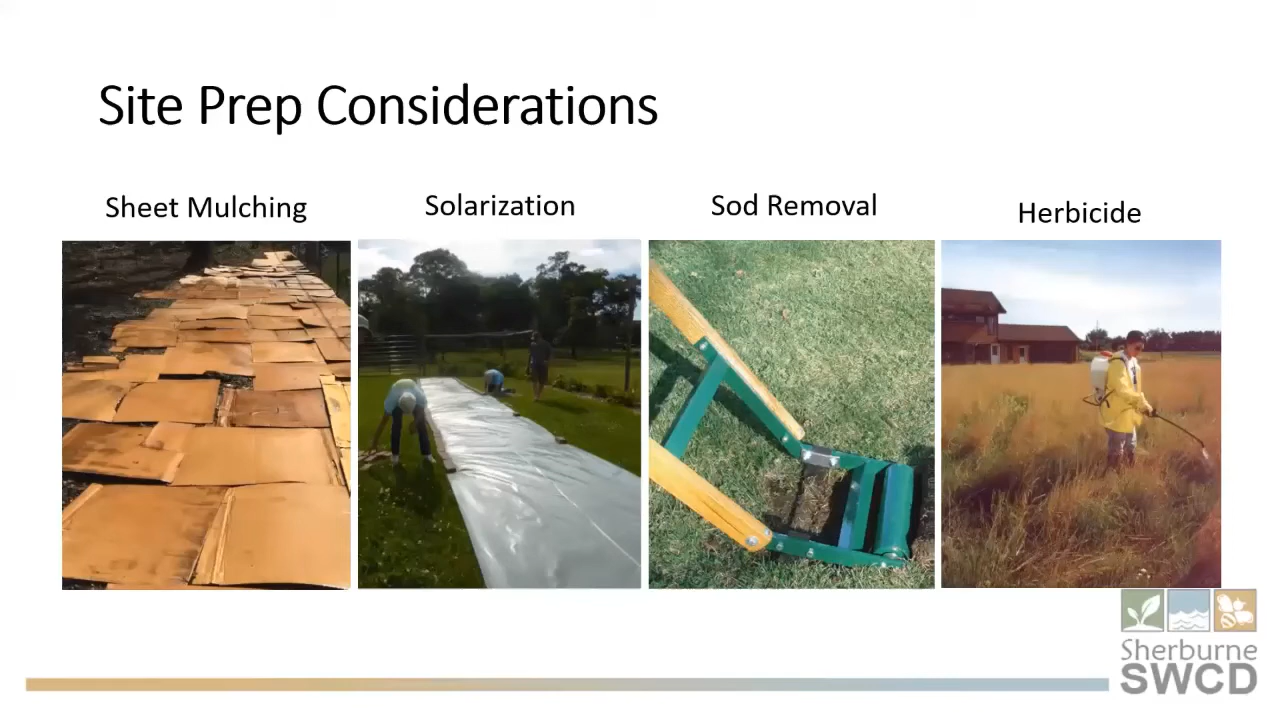 Site Prep Considerations
Sheet Mulching
Solarization
Sod Removal
Herbicide
Sherburne
SWCD